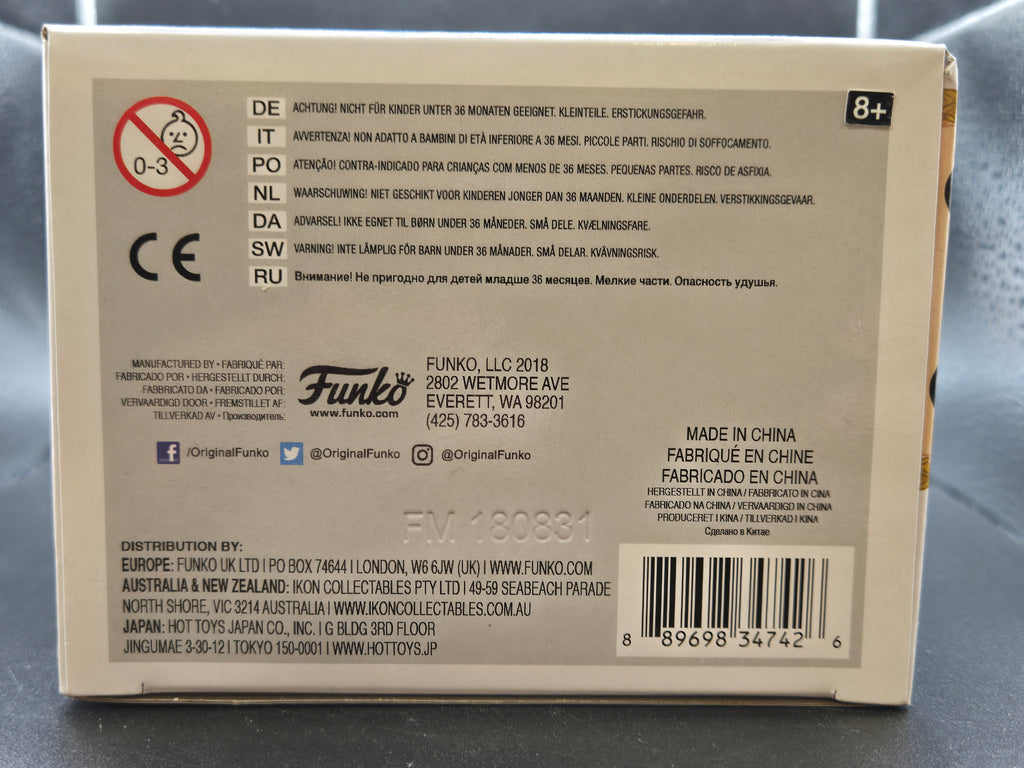 0-3
8+
DE ACHTUNG! NICHT FÜR KINDER UNTER 36 MONATEN GEEIGNET. KLEINTEILE. ERSTICKUNGSGEFAHR.
IT AVVERTENZA! NON ADATTO A BAMBINI DI ETÀ INFERIORE A 36 MESI. PICCOLE PARTI. RISCHIO DI SOFFOCAMENTO.
PO ATENÇÃO! CONTRA-INDICADO PARA CRIANÇAS COM MENOS DE 36 MESES. PEQUENAS PARTES. RISCO DE ASFIXIA.
NL WAARSCHUWING! NIET GESCHIKT VOOR KINDEREN JONGER DAN 36 MAANDEN. KLEINE ONDERDELEN. VERSTIKKINGSGEVAAR.
DA ADVARSEL! IKKE EGNET TIL BØRN UNDER 36 MÅNEDER. SMÅ DELE. KVÆLNINGSFARE.
SW VARNING! INTE LÄMPLIG FÖR BARN UNDER 36 MÅNADER. SMÅ DELAR. KVÄVNINGSRISK.
RU Внимание! Не пригодно для детей младше 36 месяцев. Мелкие части. Опасность удушья.
CE
MANUFACTURED BY • FABRIQUÉ PAR:
FABRICADO POR • HERGESTELLT DURCH:
FABBRICATO DA • FABRICADO POR:
VERVAARDIGD DOOR • FREMSTILLET AF:
TILLVERKAD AV • Производитель:
Funko
www.funko.com
FUNKO, LLC 2018
2802 WETMORE AVE
EVERETT, WA 98201
(425) 783-3616
f /OriginalFunko @OriginalFunko @OriginalFunko
MADE IN CHINA
FABRIQUÉ EN CHINE
FABRICADO EN CHINA
HERGESTELLT IN CHINA / FABBRICATO IN CINA
FABRICADO NA CHINA / VERVAARDIGD IN CHINA
PRODUCERET I KINA / TILLVERKAD I KINA
Сделано в Китае
FM 180831
DISTRIBUTION BY:
EUROPE: FUNKO UK LTD | PO BOX 74644 | LONDON, W6 6JW (UK) | WWW.FUNKO.COM
AUSTRALIA & NEW ZEALAND: IKON COLLECTABLES PTY LTD | 49-59 SEABEACH PARADE
NORTH SHORE, VIC 3214 AUSTRALIA | WWW.IKONCOLLECTABLES.COM.AU
JAPAN: HOT TOYS JAPAN CO., INC. | G BLDG 3RD FLOOR
JINGUMAE 3-30-12 | TOKYO 150-0001 | WWW.HOTTOYS.JP
8 89698 34742 6